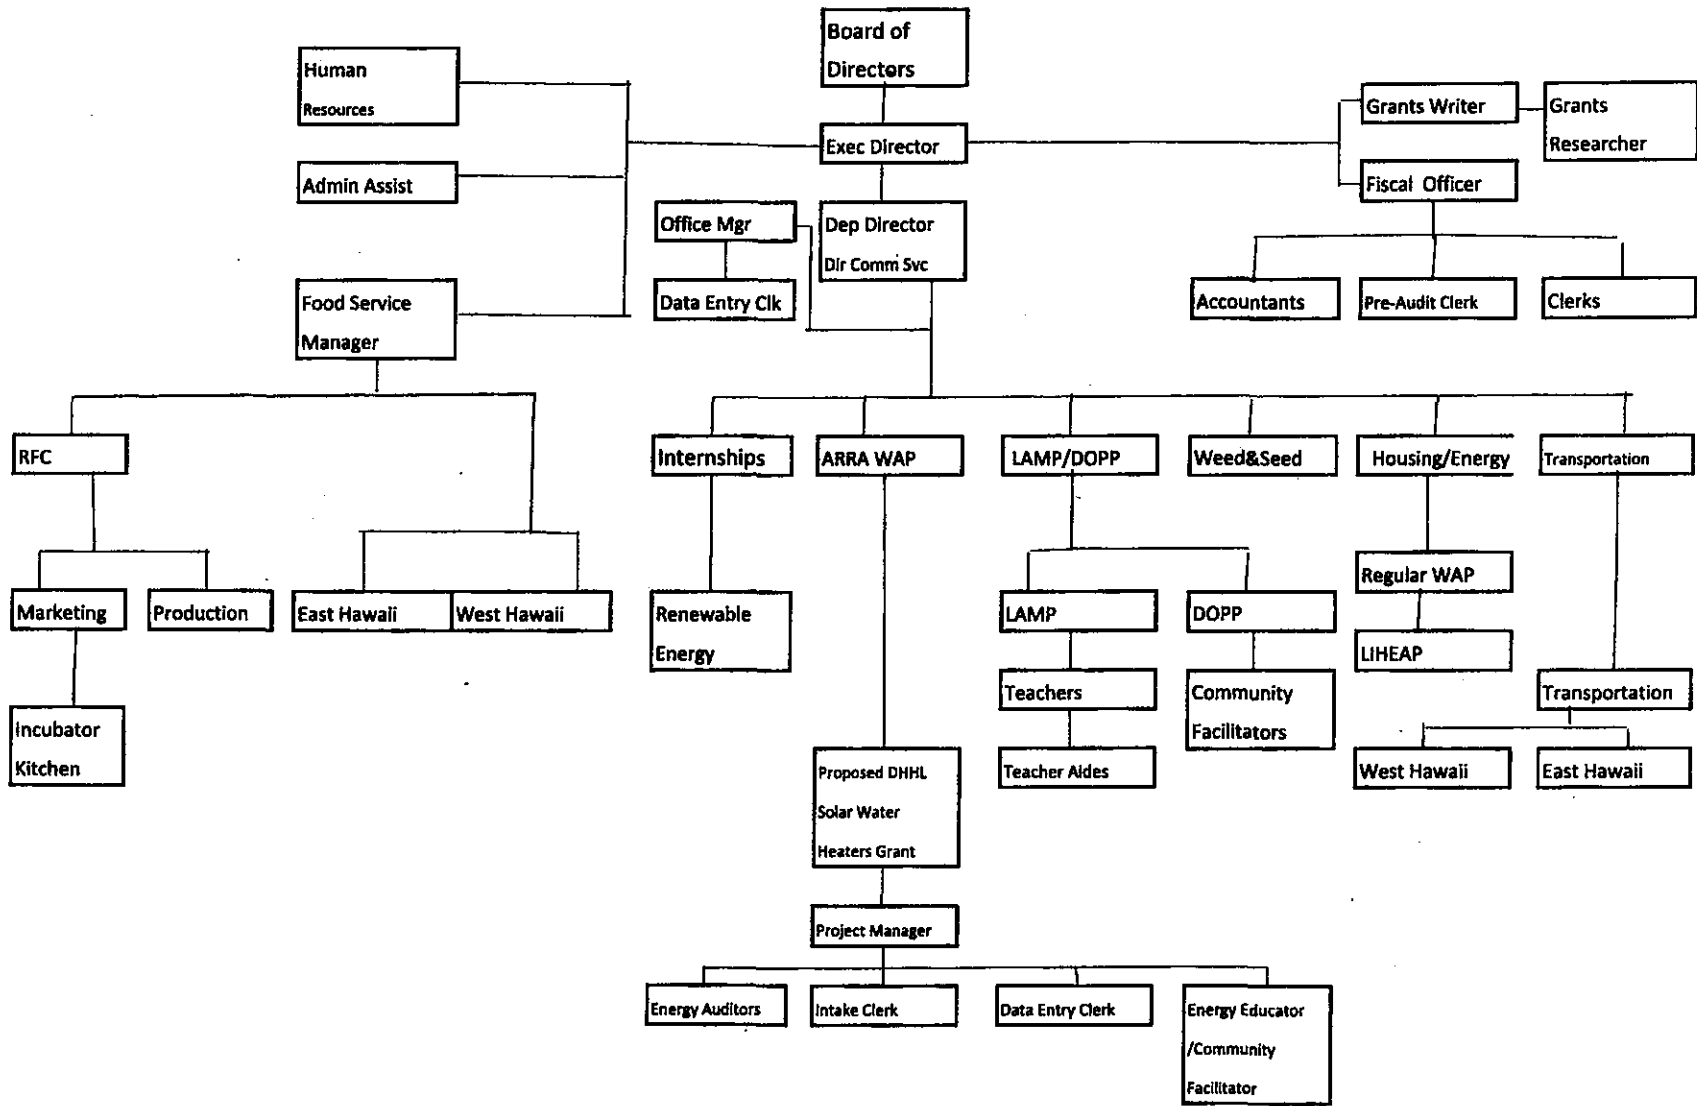 Board of
Directors
Human
Resources
Grants Writer
Grants
Researcher
Exec Director
Admin Assist
Fiscal Officer
Office Mgr
Dep Director
Dir Comm Svc
Food Service
Manager
Data Entry Clk
Accountants
Pre-Audit Clerk
Clerks
RFC
Internships
ARRA WAP
LAMP/DOPP
Weed&Seed
Housing/Energy
Transportation
Marketing
Production
East Hawaii
West Hawaii
Renewable
Energy
LAMP
DOPP
Regular WAP
LIHEAP
Teachers
Community
Facilitators
Transportation
Incubator
Kitchen
Proposed DHHL
Solar Water
Heaters Grant
Teacher Aides
West Hawaii
East Hawaii
Project Manager
Energy Auditors
Intake Clerk
Data Entry Clerk
Energy Educator
/Community
Facilitator